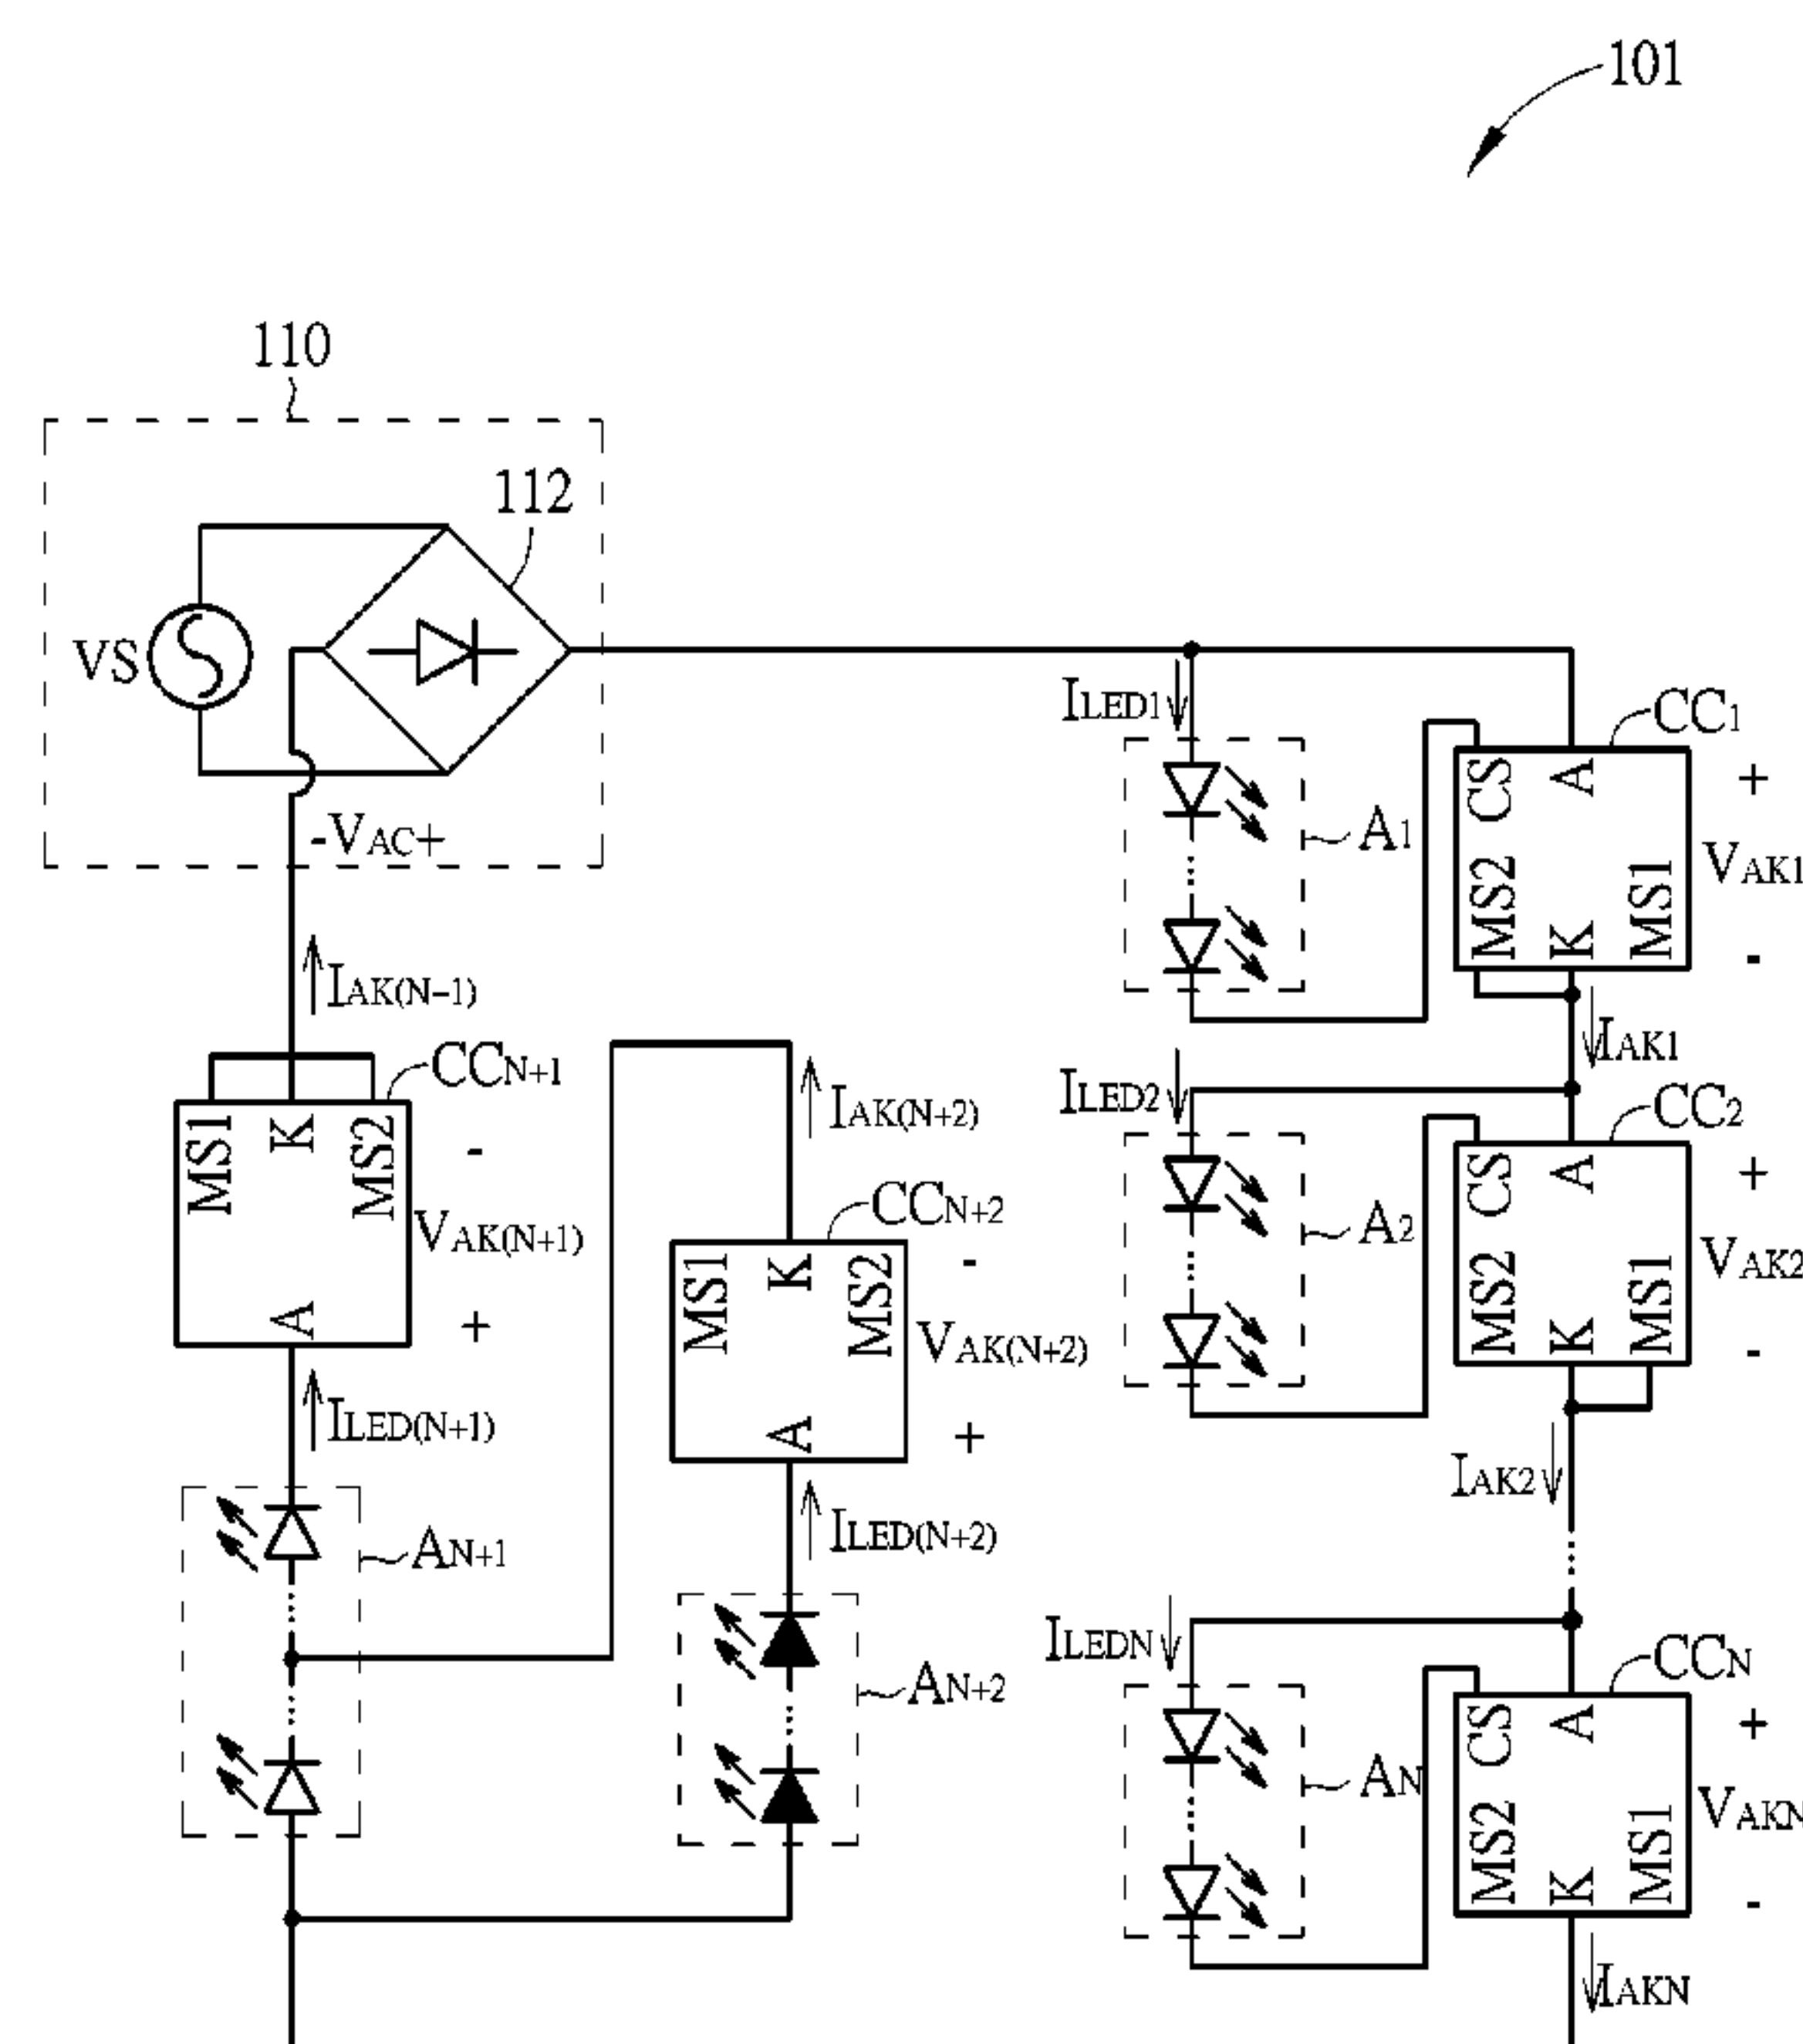 101
110
112
VS
-VAC+
ILED1
CC1
CS
A
MS2
K
MS1
+
VAK1
-
A1
IAK(N-1)
IAK1
CCN+1
MS1
K
MS2
A
-
VAK(N+1)
+
IAK(N+2)
ILED2
CC2
CS
A
MS2
K
MS1
+
VAK2
-
A2
CCN+2
MS1
K
MS2
A
-
VAK(N+2)
+
ILED(N+1)
IAK2
ILED(N+2)
AN+1
AN+2
ILEDN
CCN
CS
A
MS2
K
MS1
+
VAKN
-
AN
IAKN